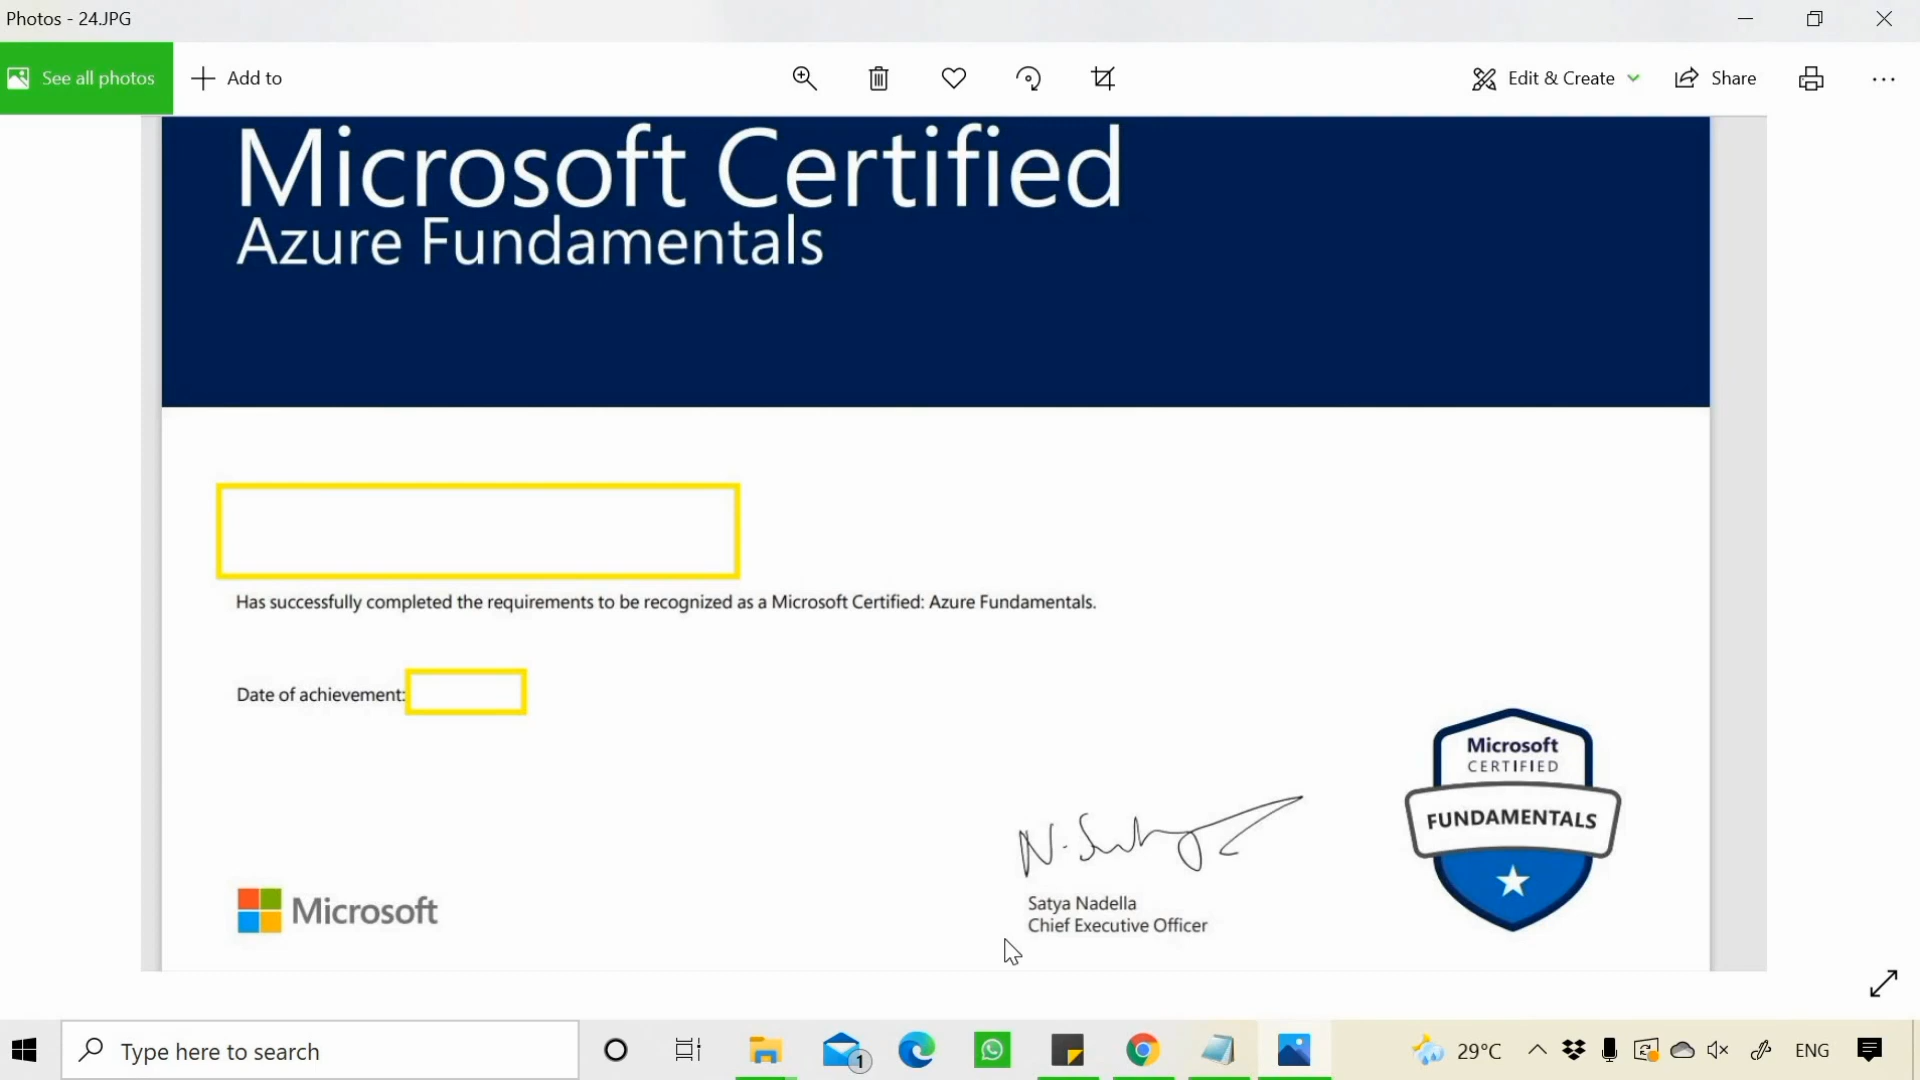 Photos - 24.JPG
See all photos
Add to
Edit & Create
Share
Microsoft Certified
Azure Fundamentals
Has successfully completed the requirements to be recognized as a Microsoft Certified: Azure Fundamentals.
Date of achievement:
Microsoft
CERTIFIED
FUNDAMENTALS
Satya Nadella
Chief Executive Officer
Microsoft
Type here to search
1
29°C
ENG